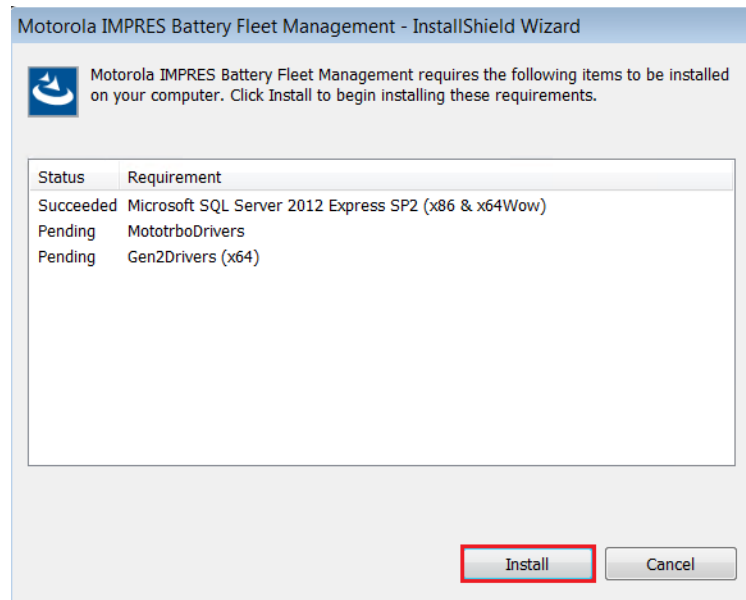 Motorola IMPRES Battery Fleet Management - InstallShield Wizard
Motorola IMPRES Battery Fleet Management requires the following items to be installed
on your computer. Click Install to begin installing these requirements.
Status Requirement
Succeeded Microsoft SQL Server 2012 Express SP2 (x86 & x64Wow)
Pending MototrboDrivers
Pending Gen2Drivers (x64)
Install Cancel